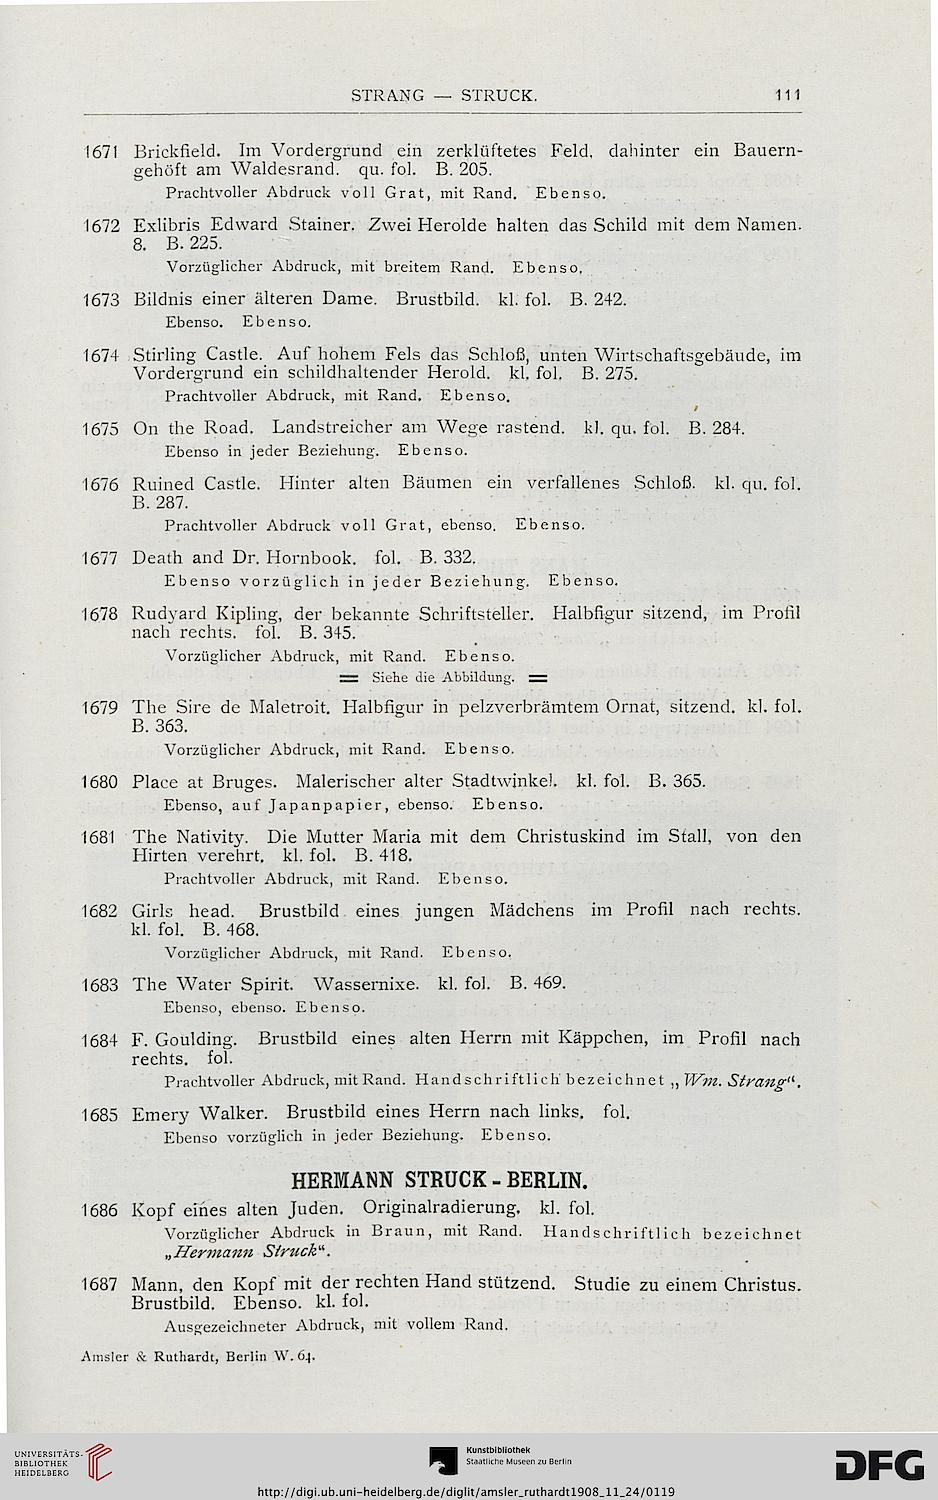 STRANG — STRUCK. 111
1671 Brickfield. Im Vordergrund ein zerklüftetes Feld, dahinter ein Bauern-
gehöft am Waldesrand. qu. fol. B. 205.
Prachtvoller Abdruck voll Grat, mit Rand. Ebenso.
1672 Exlibris Edward Stainer. Zwei Herolde halten das Schild mit dem Namen.
8. B. 225.
Vorzüglicher Abdruck, mit breitem Rand. Ebenso.
1673 Bildnis einer älteren Dame. Brustbild. kl. fol. B. 242.
Ebenso. Ebenso.
1674 Stirling Castle. Auf hohem Fels das Schloß, unten Wirtschaftsgebäude, im
Vordergrund ein schildhaltender Herold. kl. fol. B. 275.
Prachtvoller Abdruck, mit Rand. Ebenso.
1675 On the Road. Landstreicher am Wege rastend. kl. qu. fol. B. 284.
Ebenso in jeder Beziehung. Ebenso.
1676 Ruined Castle. Hinter alten Bäumen ein verfallenes Schloß. kl. qu. fol.
B. 287.
Prachtvoller Abdruck voll Grat, ebenso. Ebenso.
1677 Death and Dr. Hornbook. fol. B. 332.
Ebenso vorzüglich in jeder Beziehung. Ebenso.
1678 Rudyard Kipling, der bekannte Schriftsteller. Halbfigur sitzend, im Profil
nach rechts. fol. B. 345.
Vorzüglicher Abdruck, mit Rand. Ebenso.
= Siehe die Abbildung. =
1679 The Sire de Maletroit. Halbfigur in pelzverbrämtem Ornat, sitzend. kl. fol.
B. 363.
Vorzüglicher Abdruck, mit Rand. Ebenso.
1680 Place at Bruges. Malerischer alter Stadtwinkel. kl. fol. B. 365.
Ebenso, auf Japanpapier, ebenso. Ebenso.
1681 The Nativity. Die Mutter Maria mit dem Christuskind im Stall, von den
Hirten verehrt. kl. fol. B. 418.
Prachtvoller Abdruck, mit Rand. Ebenso.
1682 Girls head. Brustbild eines jungen Mädchens im Profil nach rechts.
kl. fol. B. 468.
Vorzüglicher Abdruck, mit Rand. Ebenso.
1683 The Water Spirit. Wassernixe. kl. fol. B. 469.
Ebenso, ebenso. Ebenso.
1684 F. Goulding. Brustbild eines alten Herrn mit Käppchen, im Profil nach
rechts. fol.
Prachtvoller Abdruck, mit Rand. Handschriftlich bezeichnet „Wm. Strang“.
1685 Emery Walker. Brustbild eines Herrn nach links. fol.
Ebenso vorzüglich in jeder Beziehung. Ebenso.
HERMANN STRUCK - BERLIN.
1686 Kopf eines alten Juden. Originalradierung. kl. fol.
Vorzüglicher Abdruck in Braun, mit Rand. Handschriftlich bezeichnet
„Hermann Struck“.
1687 Mann, den Kopf mit der rechten Hand stützend. Studie zu einem Christus.
Brustbild. Ebenso. kl. fol.
Ausgezeichneter Abdruck, mit vollem Rand.
Amsler & Ruthardt, Berlin W. 64.
UNIVERSITÄTS-
BIBLIOTHEK
HEIDELBERG
Kunstbibliothek
Staatliche Museen zu Berlin
DFG
http://digi.ub.uni-heidelberg.de/diglit/amsler_ruthardt1908_11_24/0119